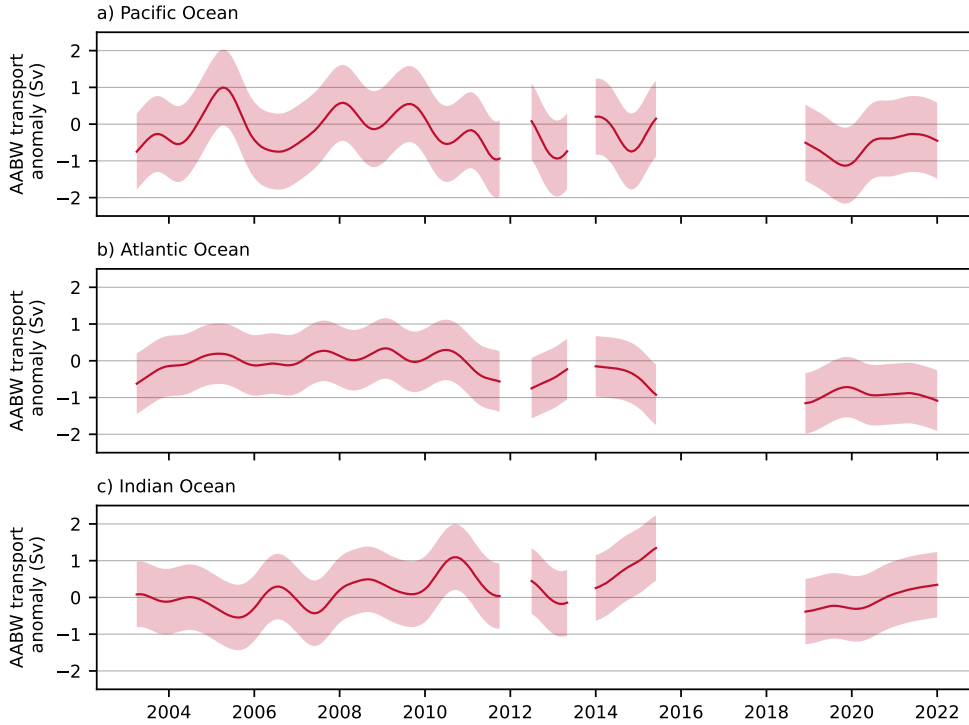 a) Pacific Ocean
AABW transport
anomaly (Sv)
2
1
0
−1
−2
b) Atlantic Ocean
AABW transport
anomaly (Sv)
2
1
0
−1
−2
c) Indian Ocean
AABW transport
anomaly (Sv)
2
1
0
−1
−2
2004 2006 2008 2010 2012 2014 2016 2018 2020 2022